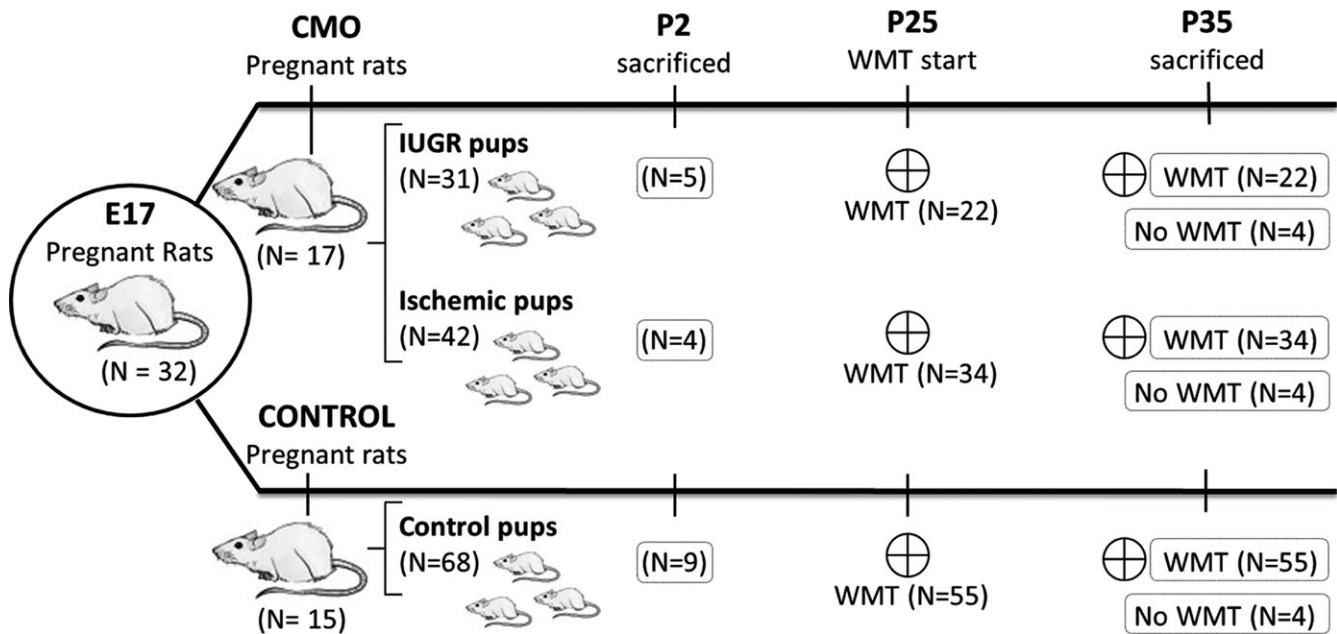 CMO
Pregnant rats
P2
sacrificed
P25
WMT start
P35
sacrificed
E17
Pregnant Rats
(N = 32)
(N= 17)
IUGR pups
(N=31)
(N=5)
WMT (N=22)
WMT (N=22)
No WMT (N=4)
Ischemic pups
(N=42)
(N=4)
WMT (N=34)
WMT (N=34)
No WMT (N=4)
CONTROL
Pregnant rats
(N= 15)
Control pups
(N=68)
(N=9)
WMT (N=55)
WMT (N=55)
No WMT (N=4)